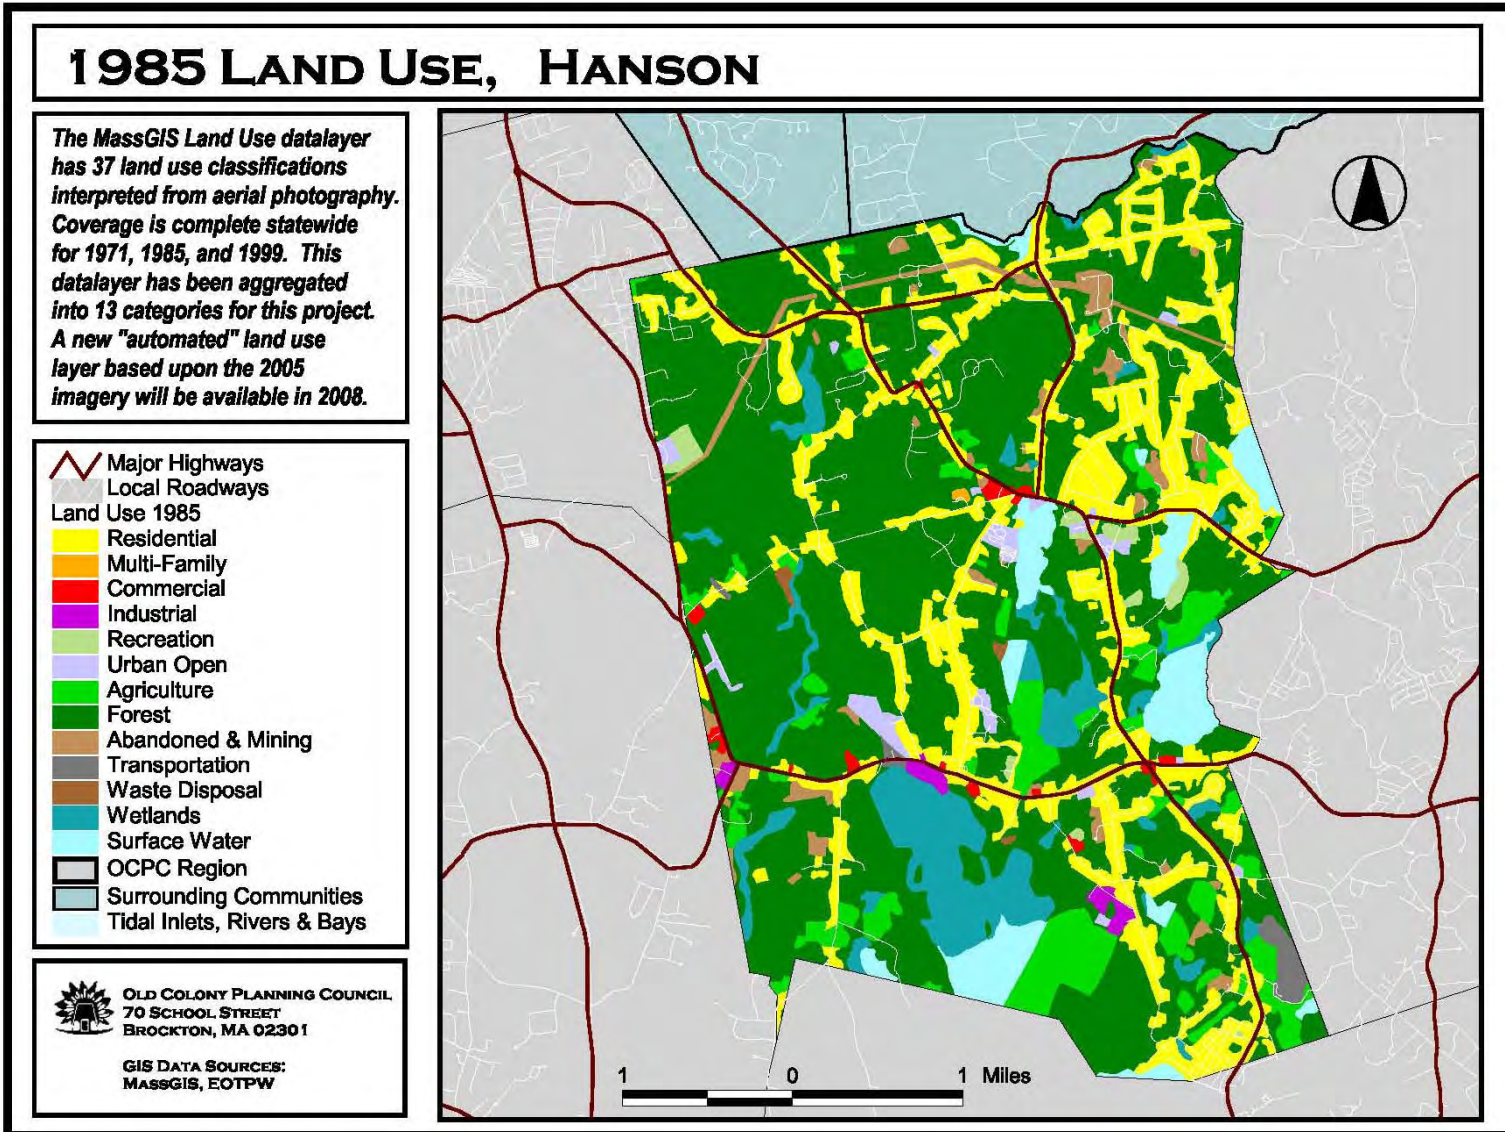 1985 LAND USE, HANSON
The MassGIS Land Use datalayer
has 37 land use classifications
interpreted from aerial photography.
Coverage is complete statewide
for 1971, 1985, and 1999. This
datalayer has been aggregated
into 13 categories for this project.
A new "automated" land use
layer based upon the 2005
imagery will be available in 2008.
Major Highways
Local Roadways
Land Use 1985
Residential
Multi-Family
Commercial
Industrial
Recreation
Urban Open
Agriculture
Forest
Abandoned & Mining
Transportation
Waste Disposal
Wetlands
Surface Water
OCPC Region
Surrounding Communities
Tidal Inlets, Rivers & Bays
OLD COLONY PLANNING COUNCIL
70 SCHOOL STREET
BROCKTON, MA 02301
GIS DATA SOURCES:
MASSGIS, EOTPW
1 0 1 Miles